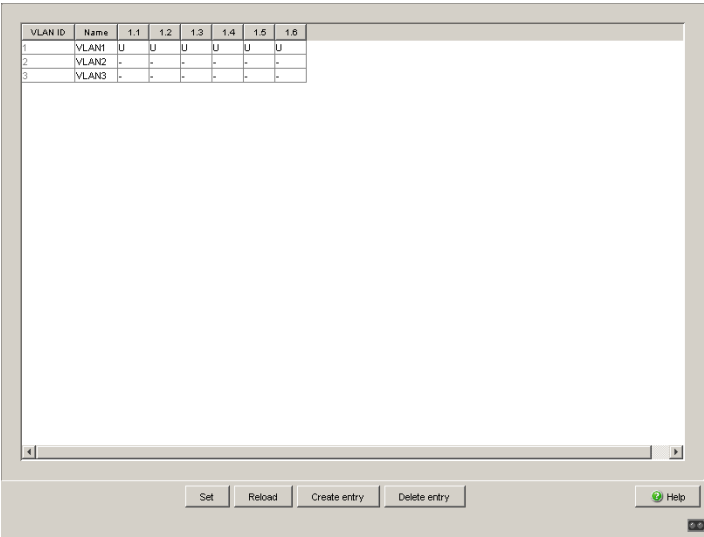 VLAN ID Name 1.1 1.2 1.3 1.4 1.5 1.6
1 VLAN1 U U U U U U
2 VLAN2 - - - - - -
3 VLAN3 - - - - - -
Set Reload Create entry Delete entry Help